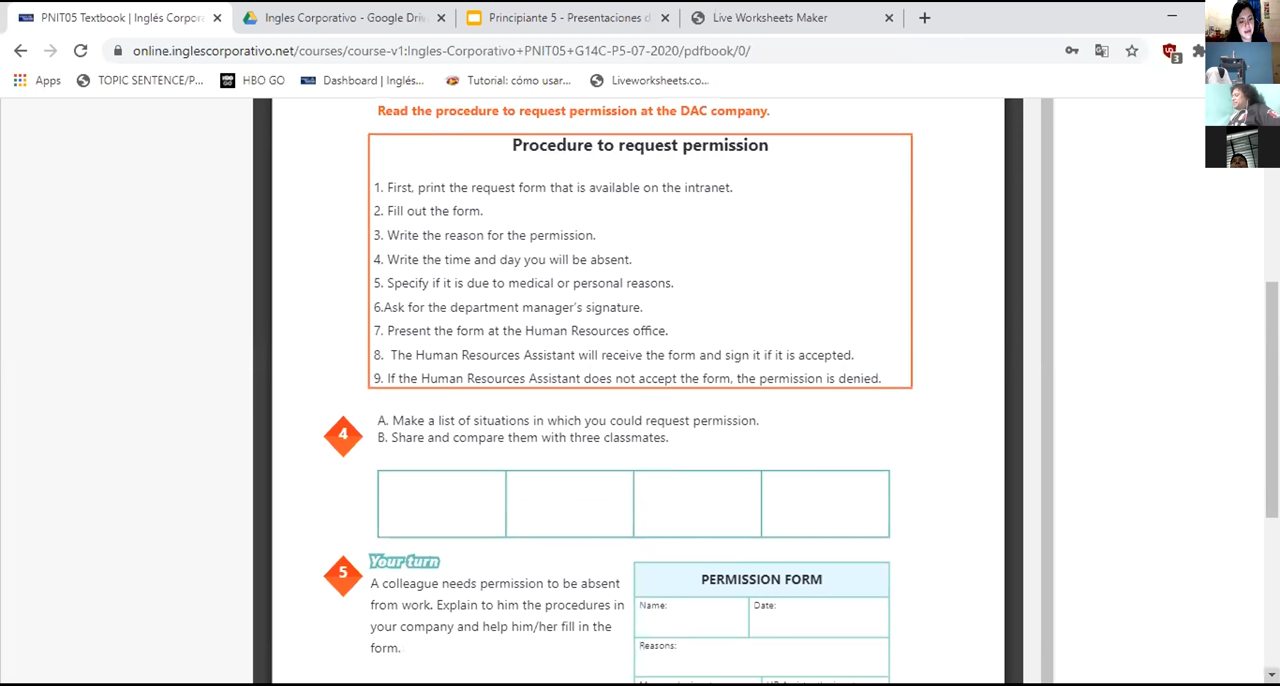 PNIT05 Textbook | Inglés Corpora
Ingles Corporativo - Google Driv
Principiante 5 - Presentaciones d
Live Worksheets Maker
online.inglescorporativo.net/courses/course-v1:Ingles-Corporativo+PNIT05+G14C-P5-07-2020/pdfbook/0/
3
Apps
TOPIC SENTENCE/P...
HBO GO
Dashboard | Inglés...
Tutorial: cómo usar...
Liveworksheets.co...
Read the procedure to request permission at the DAC company.
Procedure to request permission
1. First, print the request form that is available on the intranet.
2. Fill out the form.
3. Write the reason for the permission.
4. Write the time and day you will be absent.
5. Specify if it is due to medical or personal reasons.
6.Ask for the department manager's signature.
7. Present the form at the Human Resources office.
8. The Human Resources Assistant will receive the form and sign it if it is accepted.
9. If the Human Resources Assistant does not accept the form, the permission is denied.
4
A. Make a list of situations in which you could request permission.
B. Share and compare them with three classmates.
5
Your turn
A colleague needs permission to be absent
from work. Explain to him the procedures in
your company and help him/her fill in the
form.
PERMISSION FORM
Name:
Date:
Reasons: